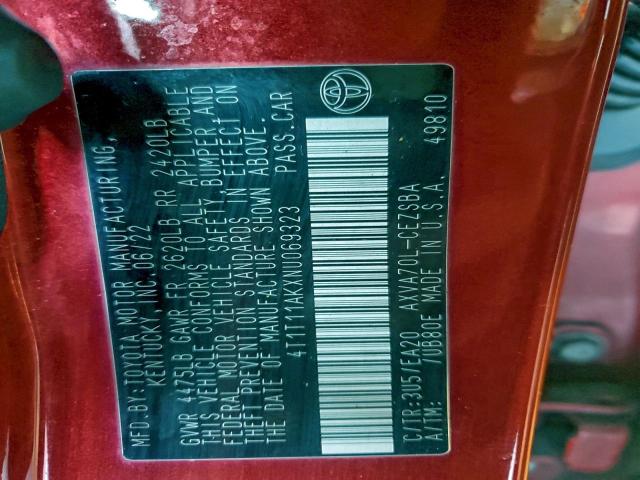 MFD. BY: TOYOTA MOTOR MANUFACTURING,
KENTUCKY, INC. 06/22
GVWR 4475LB GAWR FR 2620LB RR 2420LB
THIS VEHICLE CONFORMS TO ALL APPLICABLE
FEDERAL MOTOR VEHICLE SAFETY, BUMPER AND
THEFT PREVENTION STANDARDS IN EFFECT ON
THE DATE OF MANUFACTURE SHOWN ABOVE.
4T1T11AKXNU069323 PASS.CAR
C/TR:3U5/EA20 AXVA70L-CEZSBA
A/TM: /UB80E MADE IN U.S.A. 49810